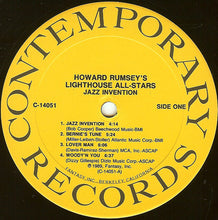 CONTEMPORARY
HOWARD RUMSEY'S
LIGHTHOUSE ALL-STARS
JAZZ INVENTION
C-14051
SIDE ONE
1. JAZZ INVENTION 4:14
(Bob Cooper) Beechwood Music-BMI
2. BERNIE'S TUNE 5:24
(Miller-Leiber-Stoller) Atlantic Music Corp.-BMI
3. LOVER MAN 6:06
(Davis-Ramirez-Sherman) MCA, Inc.-ASCAP
4. WOODY'N YOU 6:32
(Dizzy Gillespie) Dlolo Music Corp.-ASCAP
℗ 1989, Fantasy, Inc.
(C-14051-A)
FANTASY, INC. BERKELEY, CALIFORNIA
RECORDS